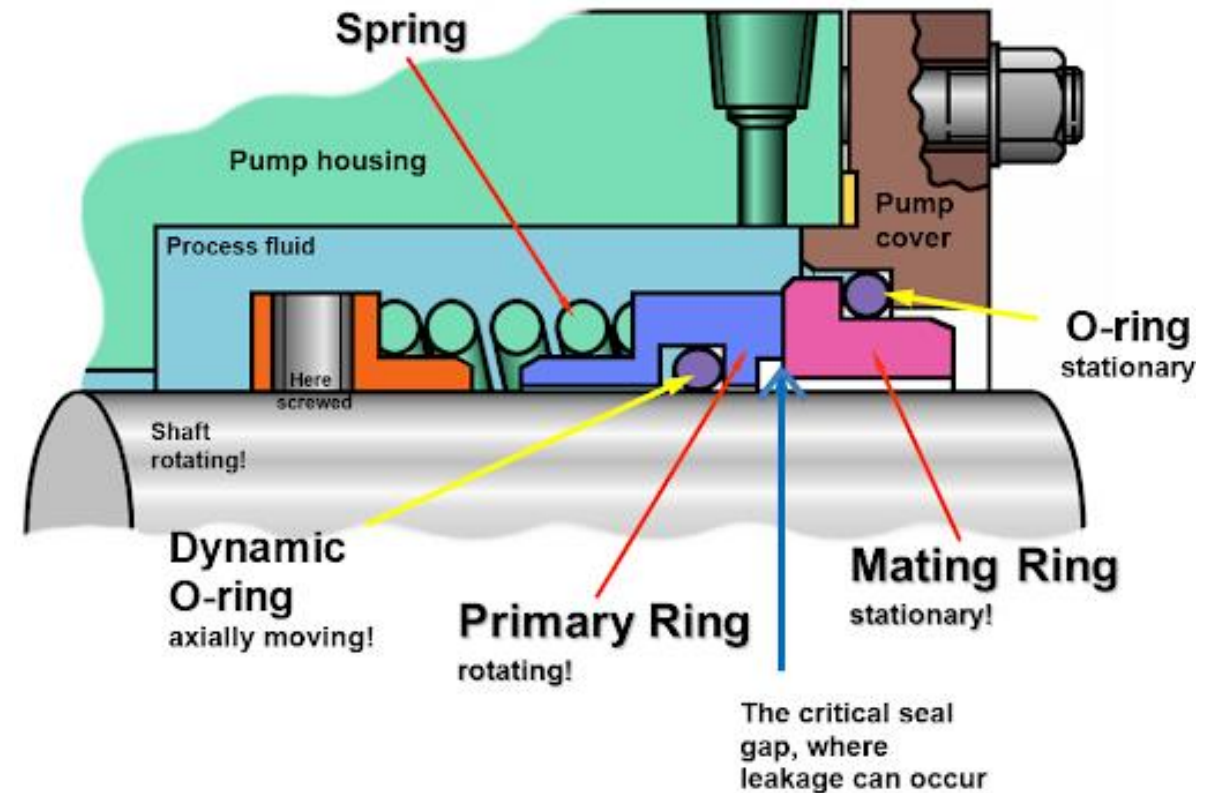 Spring
Pump housing
Pump
cover
Process fluid
O-ring
stationary
Here
screwed
Shaft
rotating!
Dynamic
O-ring
axially moving!
Primary Ring
rotating!
Mating Ring
stationary!
The critical seal
gap, where
leakage can occur